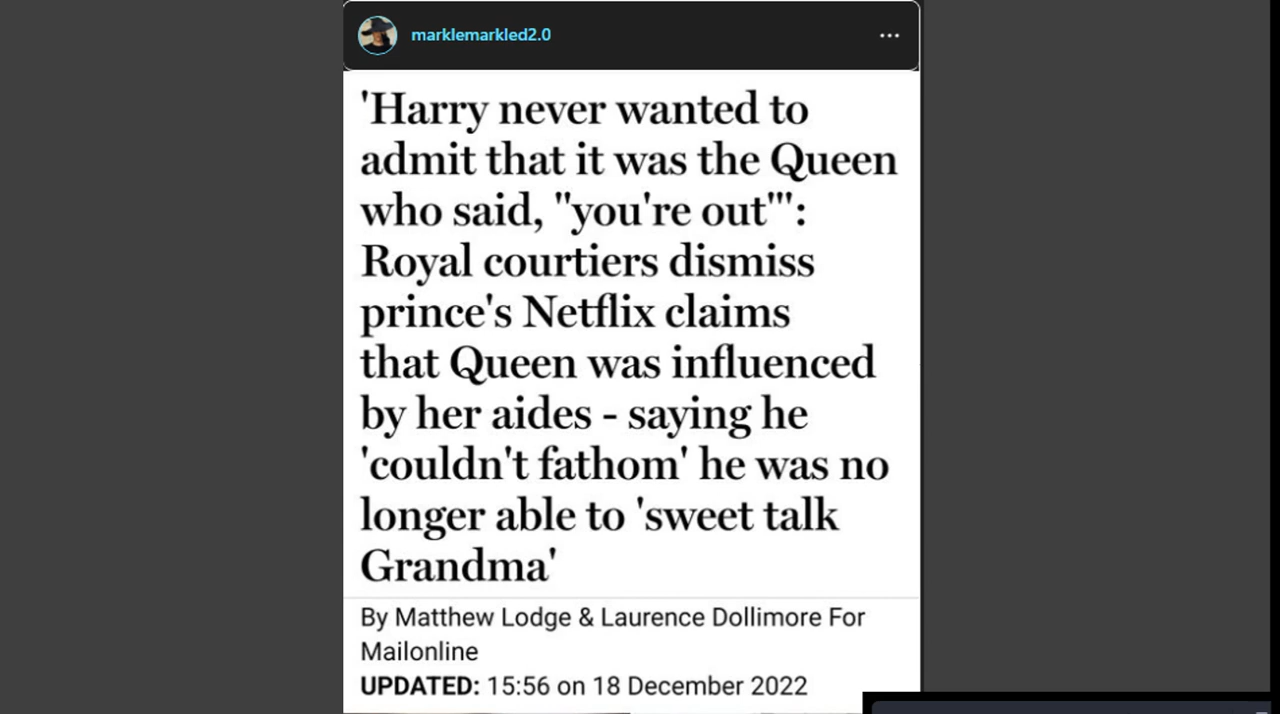 marklemarkled2.0
'Harry never wanted to
admit that it was the Queen
who said, "you're out"':
Royal courtiers dismiss
prince's Netflix claims
that Queen was influenced
by her aides - saying he
'couldn't fathom' he was no
longer able to 'sweet talk
Grandma'
By Matthew Lodge & Laurence Dollimore For
Mailonline
UPDATED: 15:56 on 18 December 2022